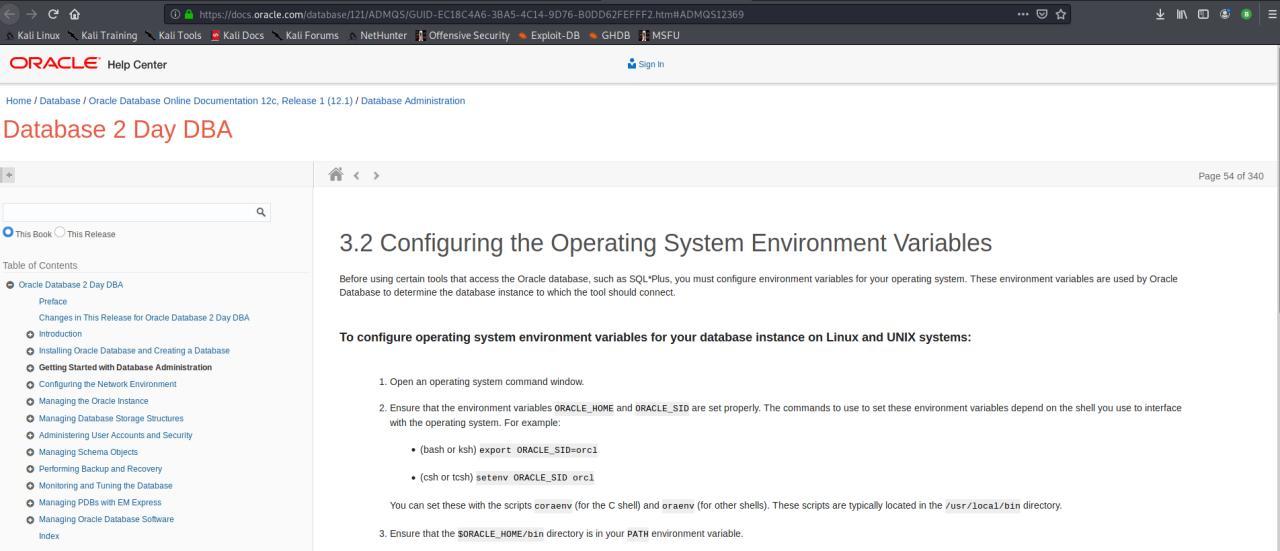 https://docs.oracle.com/database/121/ADMQS/GUID-EC18C4A6-3BA5-4C14-9D76-B0DD62FEFFF2.htm#ADMQS12369
Kali Linux Kali Training Kali Tools Kali Docs Kali Forums NetHunter Offensive Security Exploit-DB GHDB MSFU
ORACLE Help Center Sign In
Home / Database / Oracle Database Online Documentation 12c, Release 1 (12.1) / Database Administration
Database 2 Day DBA
Page 54 of 340
This Book This Release
Table of Contents
Oracle Database 2 Day DBA
Preface
Changes in This Release for Oracle Database 2 Day DBA
Introduction
Installing Oracle Database and Creating a Database
Getting Started with Database Administration
Configuring the Network Environment
Managing the Oracle Instance
Managing Database Storage Structures
Administering User Accounts and Security
Managing Schema Objects
Performing Backup and Recovery
Monitoring and Tuning the Database
Managing PDBs with EM Express
Managing Oracle Database Software
Index
3.2 Configuring the Operating System Environment Variables
Before using certain tools that access the Oracle database, such as SQL*Plus, you must configure environment variables for your operating system. These environment variables are used by Oracle
Database to determine the database instance to which the tool should connect.
To configure operating system environment variables for your database instance on Linux and UNIX systems:
1. Open an operating system command window.
2. Ensure that the environment variables ORACLE_HOME and ORACLE_SID are set properly. The commands to use to set these environment variables depend on the shell you use to interface
with the operating system. For example:
• (bash or ksh) export ORACLE_SID=orcl
• (csh or tcsh) setenv ORACLE_SID orcl
You can set these with the scripts coraenv (for the C shell) and oraenv (for other shells). These scripts are typically located in the /usr/local/bin directory.
3. Ensure that the $ORACLE_HOME/bin directory is in your PATH environment variable.